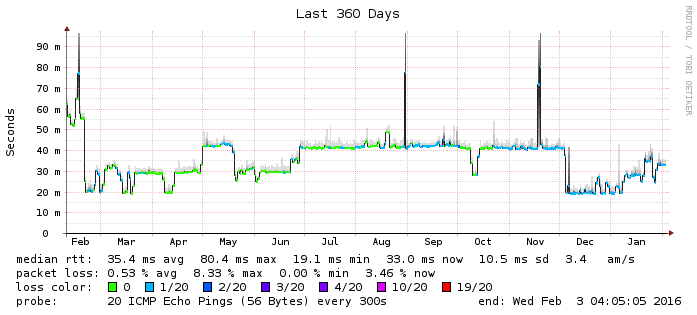 Last 360 Days
RRDTOOL / TOBI OETIKER
Seconds
90 m
80 m
70 m
60 m
50 m
40 m
30 m
20 m
10 m
0
Feb Mar Apr May Jun Jul Aug Sep Oct Nov Dec Jan
median rtt: 35.4 ms avg 80.4 ms max 19.1 ms min 33.0 ms now 10.5 ms sd 3.4 am/s
packet loss: 0.53 % avg 8.33 % max 0.00 % min 3.46 % now
loss color: 0 1/20 2/20 3/20 4/20 10/20 19/20
probe: 20 ICMP Echo Pings (56 Bytes) every 300s end: Wed Feb 3 04:05:05 2016